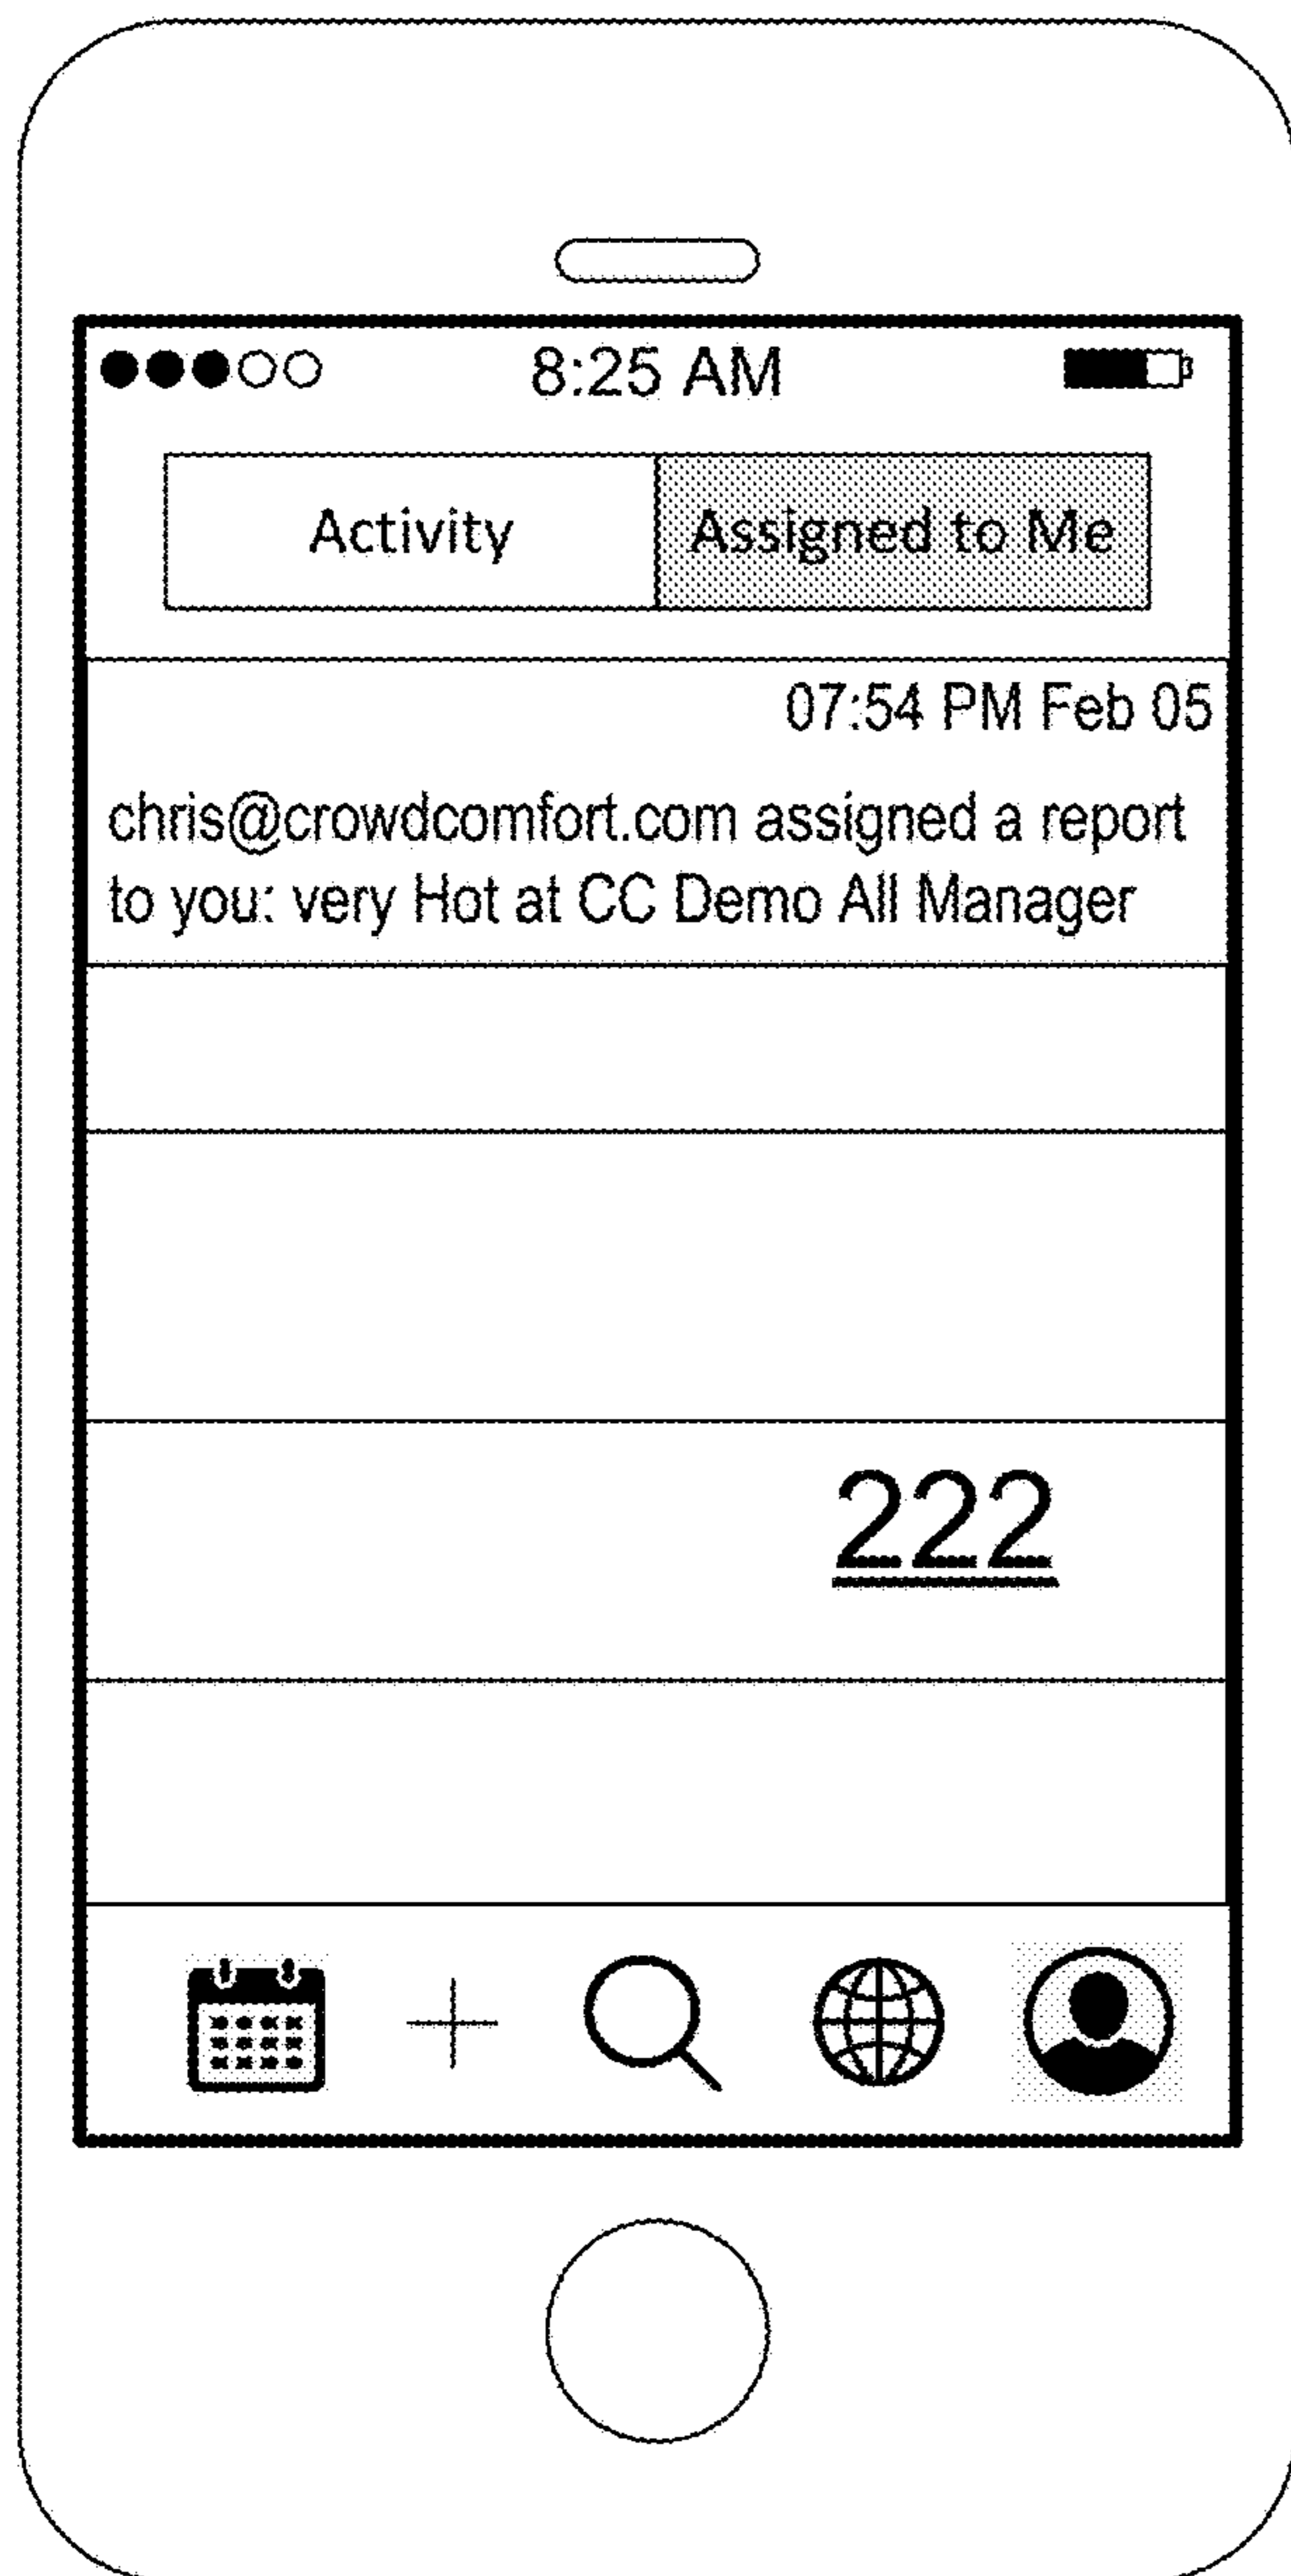 8:25 AM
Activity
Assigned to Me
07:54 PM Feb 05
chris@crowdcomfort.com assigned a report
to you: very Hot at CC Demo All Manager
222